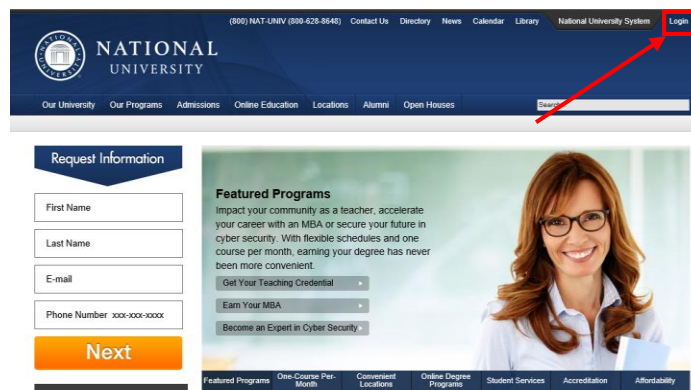 (800) NAT-UNIV (800-628-8648) Contact Us Directory News Calendar Library National University System Login
NATIONAL
UNIVERSITY
Our University Our Programs Admissions Online Education Locations Alumni Open Houses
Request Information
First Name
Last Name
E-mail
Phone Number xxx-xxx-xxxx
Next
Featured Programs
Impact your community as a teacher, accelerate
your career with an MBA or secure your future in
cyber security. With flexible schedules and one
course per month, earning your degree has never
been more convenient.
Get Your Teaching Credential
Earn Your MBA
Become an Expert in Cyber Security
Featured Programs One-Course Per-
Month Convenient
Locations Online Degree
Programs Student Services Accreditation Affordability